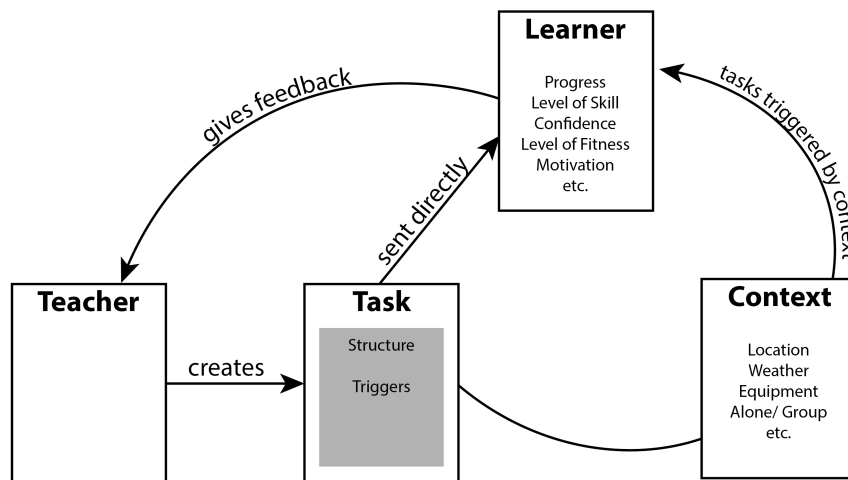 Learner
Progress
Level of Skill
Confidence
Level of Fitness
Motivation
etc.
gives feedback
tasks triggered by context
sent directly
Teacher
creates
Task
Structure
Triggers
Context
Location
Weather
Equipment
Alone/ Group
etc.